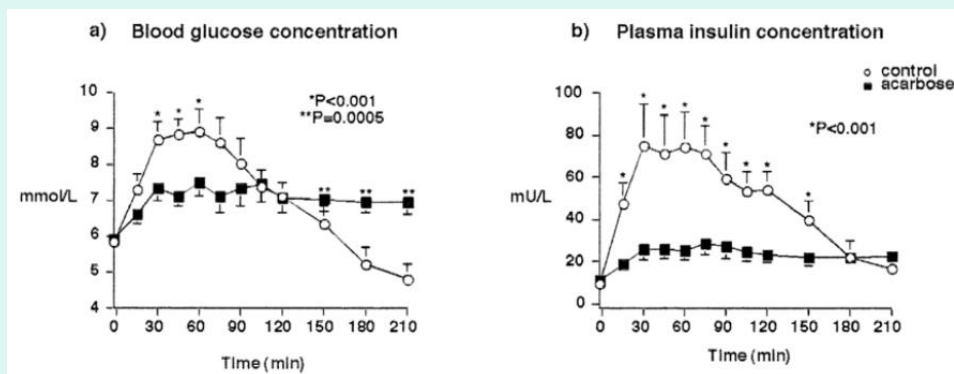 a) Blood glucose concentration
10
9
8
7
6
5
4
mmol/L
*P<0.001
**P=0.0005
* * *
** ** **
0 30 60 90 120 150 180 210
Time (min)
b) Plasma insulin concentration
control
acarbose
100
80
60
40
20
0
mU/L
*P<0.001
* * * * * * * * *
0 30 60 90 120 150 180 210
Time (min)